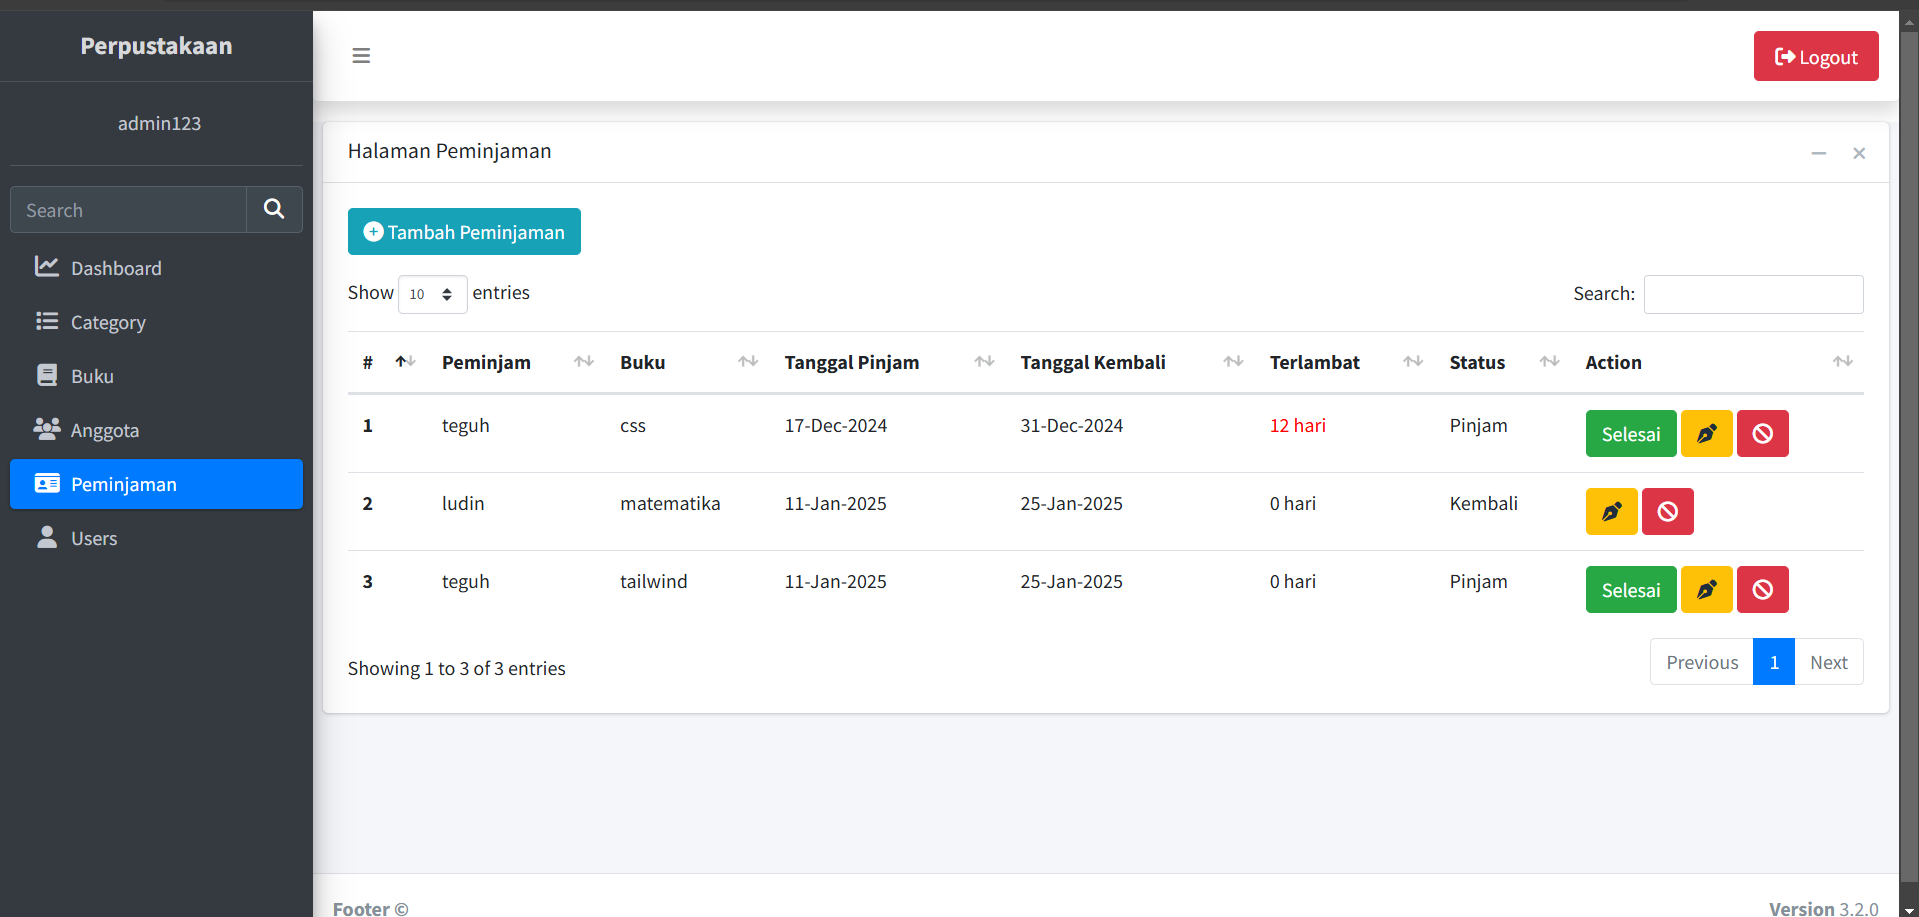 Perpustakaan
admin123
Search
Dashboard
Category
Buku
Anggota
Peminjaman
Users
Logout
Halaman Peminjaman
Tambah Peminjaman
Show 10 entries
Search:
# Peminjam Buku Tanggal Pinjam Tanggal Kembali Terlambat Status Action
1 teguh css 17-Dec-2024 31-Dec-2024 12 hari Pinjam Selesai
2 ludin matematika 11-Jan-2025 25-Jan-2025 0 hari Kembali
3 teguh tailwind 11-Jan-2025 25-Jan-2025 0 hari Pinjam Selesai
Showing 1 to 3 of 3 entries
Previous 1 Next
Footer ©
Version 3.2.0